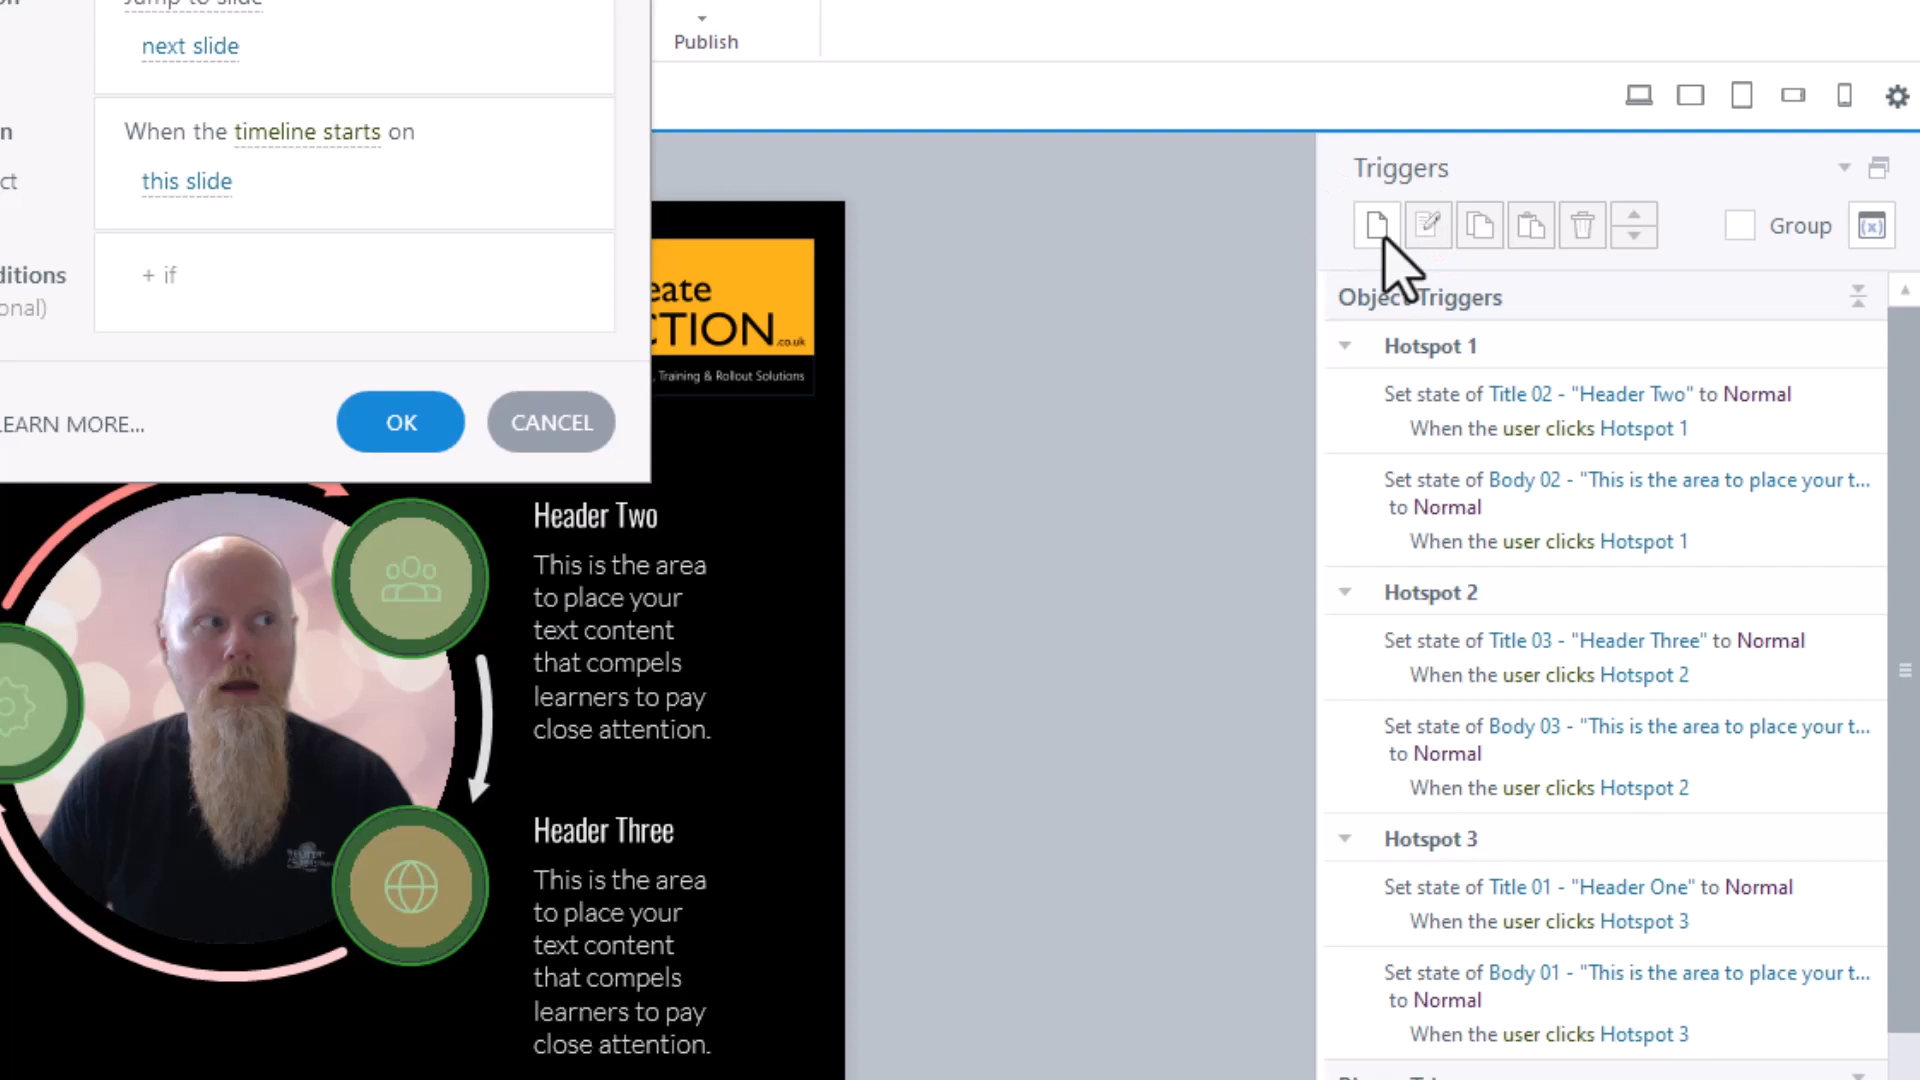 Jump to slide
next slide
When the timeline starts on
this slide
+ if
LEARN MORE...
OK
CANCEL
Publish
TION.co.uk
Training & Rollout Solutions
Header Two
This is the area
to place your
text content
that compels
learners to pay
close attention.
Header Three
This is the area
to place your
text content
that compels
learners to pay
close attention.
Triggers
Group
(x)
Object Triggers
Hotspot 1
Set state of Title 02 - "Header Two" to Normal
When the user clicks Hotspot 1
Set state of Body 02 - "This is the area to place your t...
to Normal
When the user clicks Hotspot 1
Hotspot 2
Set state of Title 03 - "Header Three" to Normal
When the user clicks Hotspot 2
Set state of Body 03 - "This is the area to place your t...
to Normal
When the user clicks Hotspot 2
Hotspot 3
Set state of Title 01 - "Header One" to Normal
When the user clicks Hotspot 3
Set state of Body 01 - "This is the area to place your t...
to Normal
When the user clicks Hotspot 3